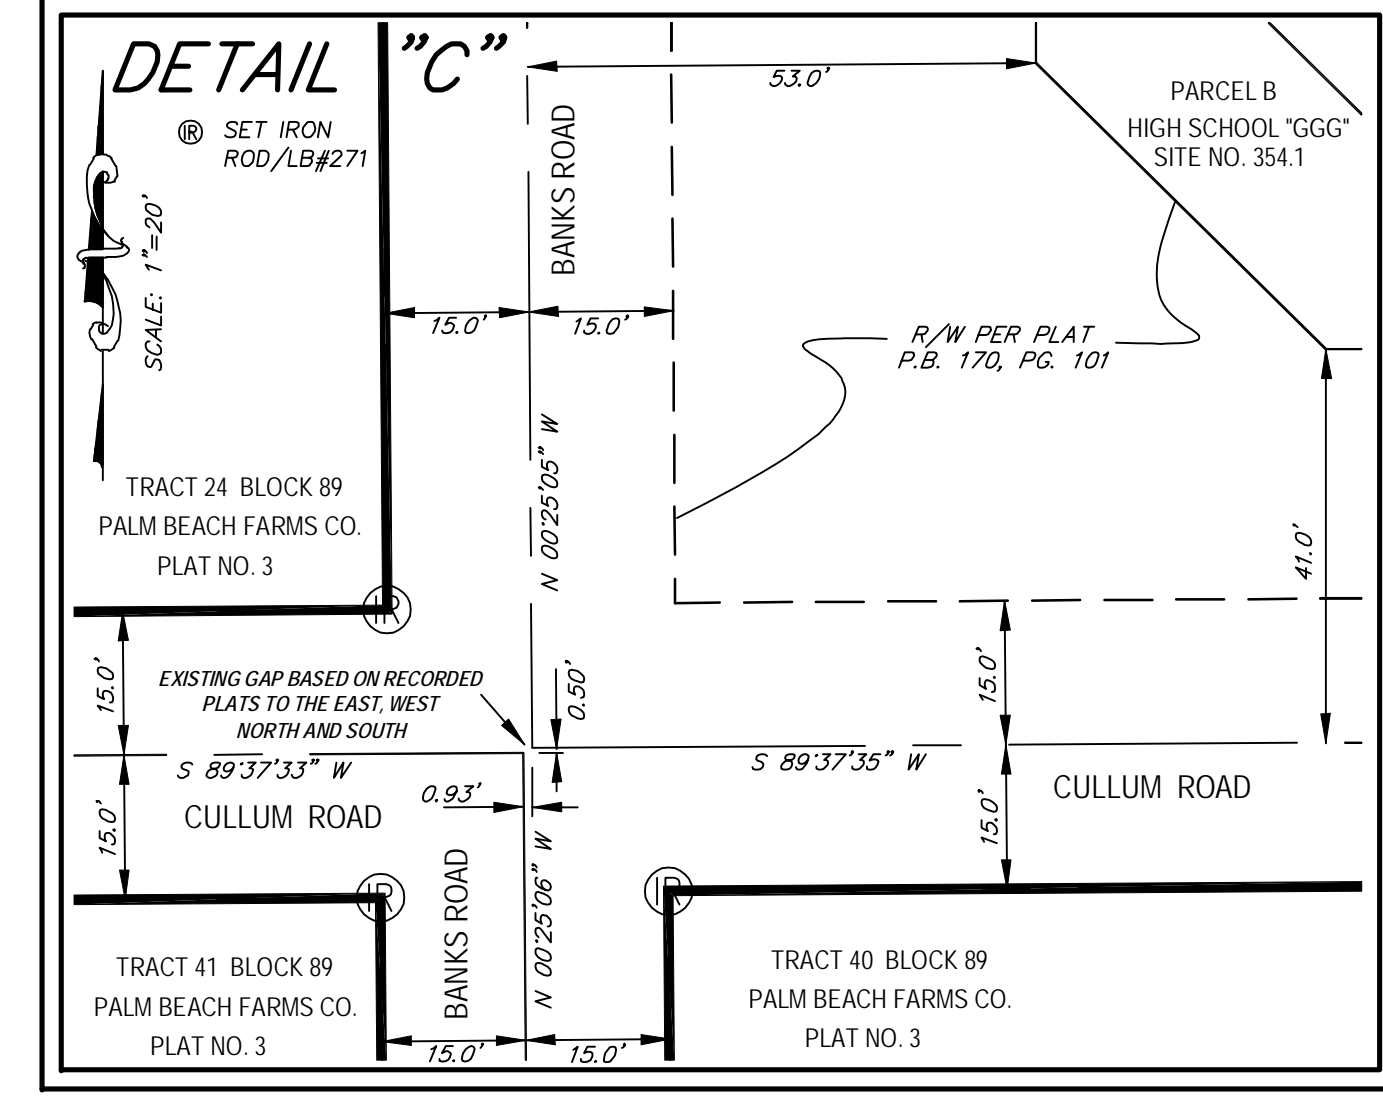 DETAIL "C"
IR SET IRON
ROD/LB#271
SCALE: 1"=20'
53.0'
BANKS ROAD
PARCEL B
HIGH SCHOOL "GGG"
SITE NO. 354.1
15.0'
15.0'
R/W PER PLAT
P.B. 170, PG. 101
N 00°25'05" W
TRACT 24 BLOCK 89
PALM BEACH FARMS CO.
PLAT NO. 3
IR
41.0'
15.0'
EXISTING GAP BASED ON RECORDED
PLATS TO THE EAST, WEST
NORTH AND SOUTH
0.50'
15.0'
S 89°37'33" W
S 89°37'35" W
0.93'
15.0'
CULLUM ROAD
15.0'
CULLUM ROAD
IR
IR
BANKS ROAD
N 00°25'06" W
TRACT 41 BLOCK 89
PALM BEACH FARMS CO.
PLAT NO. 3
TRACT 40 BLOCK 89
PALM BEACH FARMS CO.
PLAT NO. 3
15.0'
15.0'